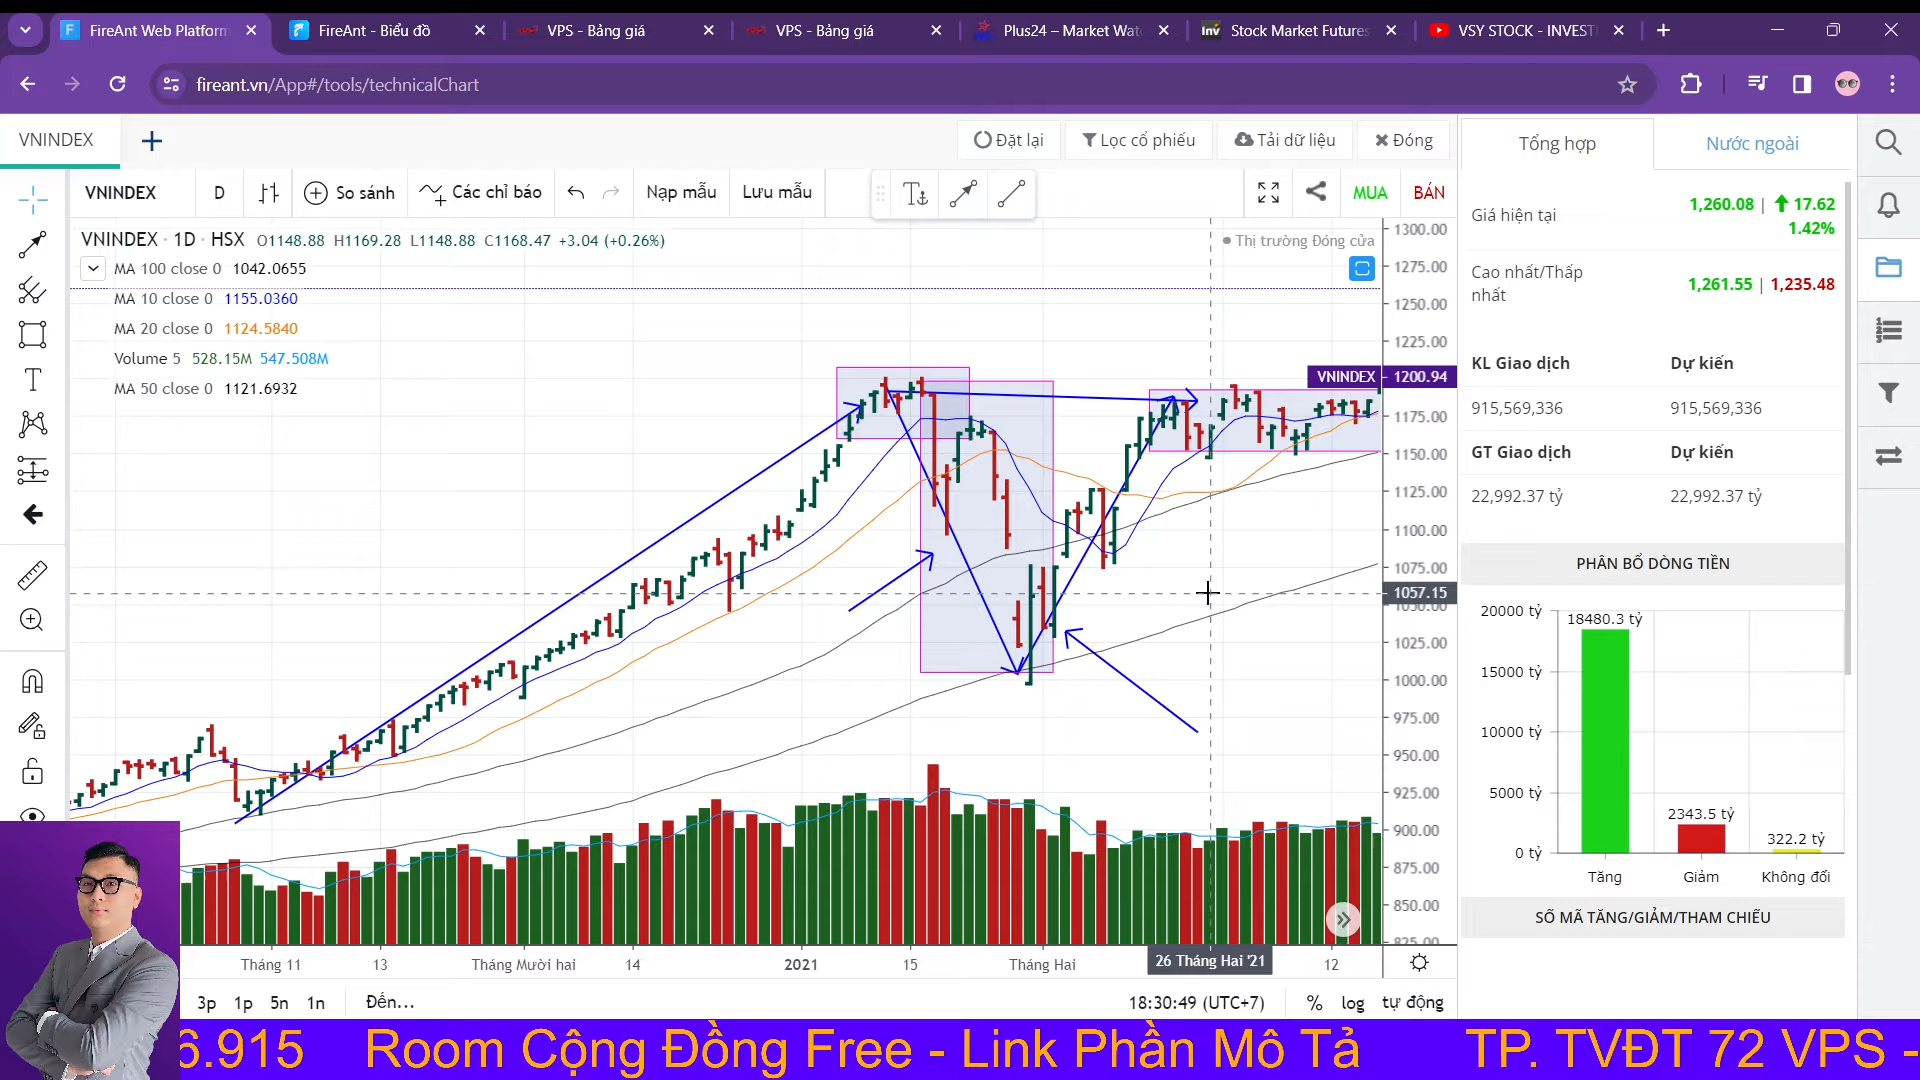 FireAnt Web Platform
FireAnt - Biểu đồ
VPS - Bảng giá
VPS - Bảng giá
Plus24 – Market Wat
Stock Market Futures
VSY STOCK - INVEST
fireant.vn/App#/tools/technicalChart
VNINDEX
Đặt lại
Lọc cổ phiếu
Tải dữ liệu
Đóng
VNINDEX
D
So sánh
Các chỉ báo
Nạp mẫu
Lưu mẫu
MUA
BÁN
VNINDEX · 1D · HSX O1148.88 H1169.28 L1148.88 C1168.47 +3.04 (+0.26%)
Thị trường Đóng cửa
MA 100 close 0 1042.0655
MA 10 close 0 1155.0360
MA 20 close 0 1124.5840
Volume 5 528.15M 547.508M
MA 50 close 0 1121.6932
1300.00
1275.00
1250.00
1225.00
VNINDEX 1200.94
1175.00
1150.00
1125.00
1100.00
1075.00
1057.15
1050.00
1025.00
1000.00
975.00
950.00
925.00
900.00
875.00
850.00
825.00
Tháng 11
13
Tháng Mười hai
14
2021
15
Tháng Hai
26 Tháng Hai '21
12
3p 1p 5n 1n Đến...
18:30:49 (UTC+7) % log tự động
Tổng hợp
Nước ngoài
Giá hiện tại
1,260.08 | 17.62
1.42%
Cao nhất/Thấp nhất
1,261.55 | 1,235.48
KL Giao dịch Dự kiến
915,569,336 915,569,336
GT Giao dịch Dự kiến
22,992.37 tỷ 22,992.37 tỷ
PHÂN BỔ DÒNG TIỀN
20000 tỷ
15000 tỷ
10000 tỷ
5000 tỷ
0 tỷ
18480.3 tỷ
2343.5 tỷ
322.2 tỷ
Tăng
Giảm
Không đổi
SỐ MÃ TĂNG/GIẢM/THAM CHIẾU
6.915 Room Cộng Đồng Free - Link Phần Mô Tả TP. TVĐT 72 VPS -